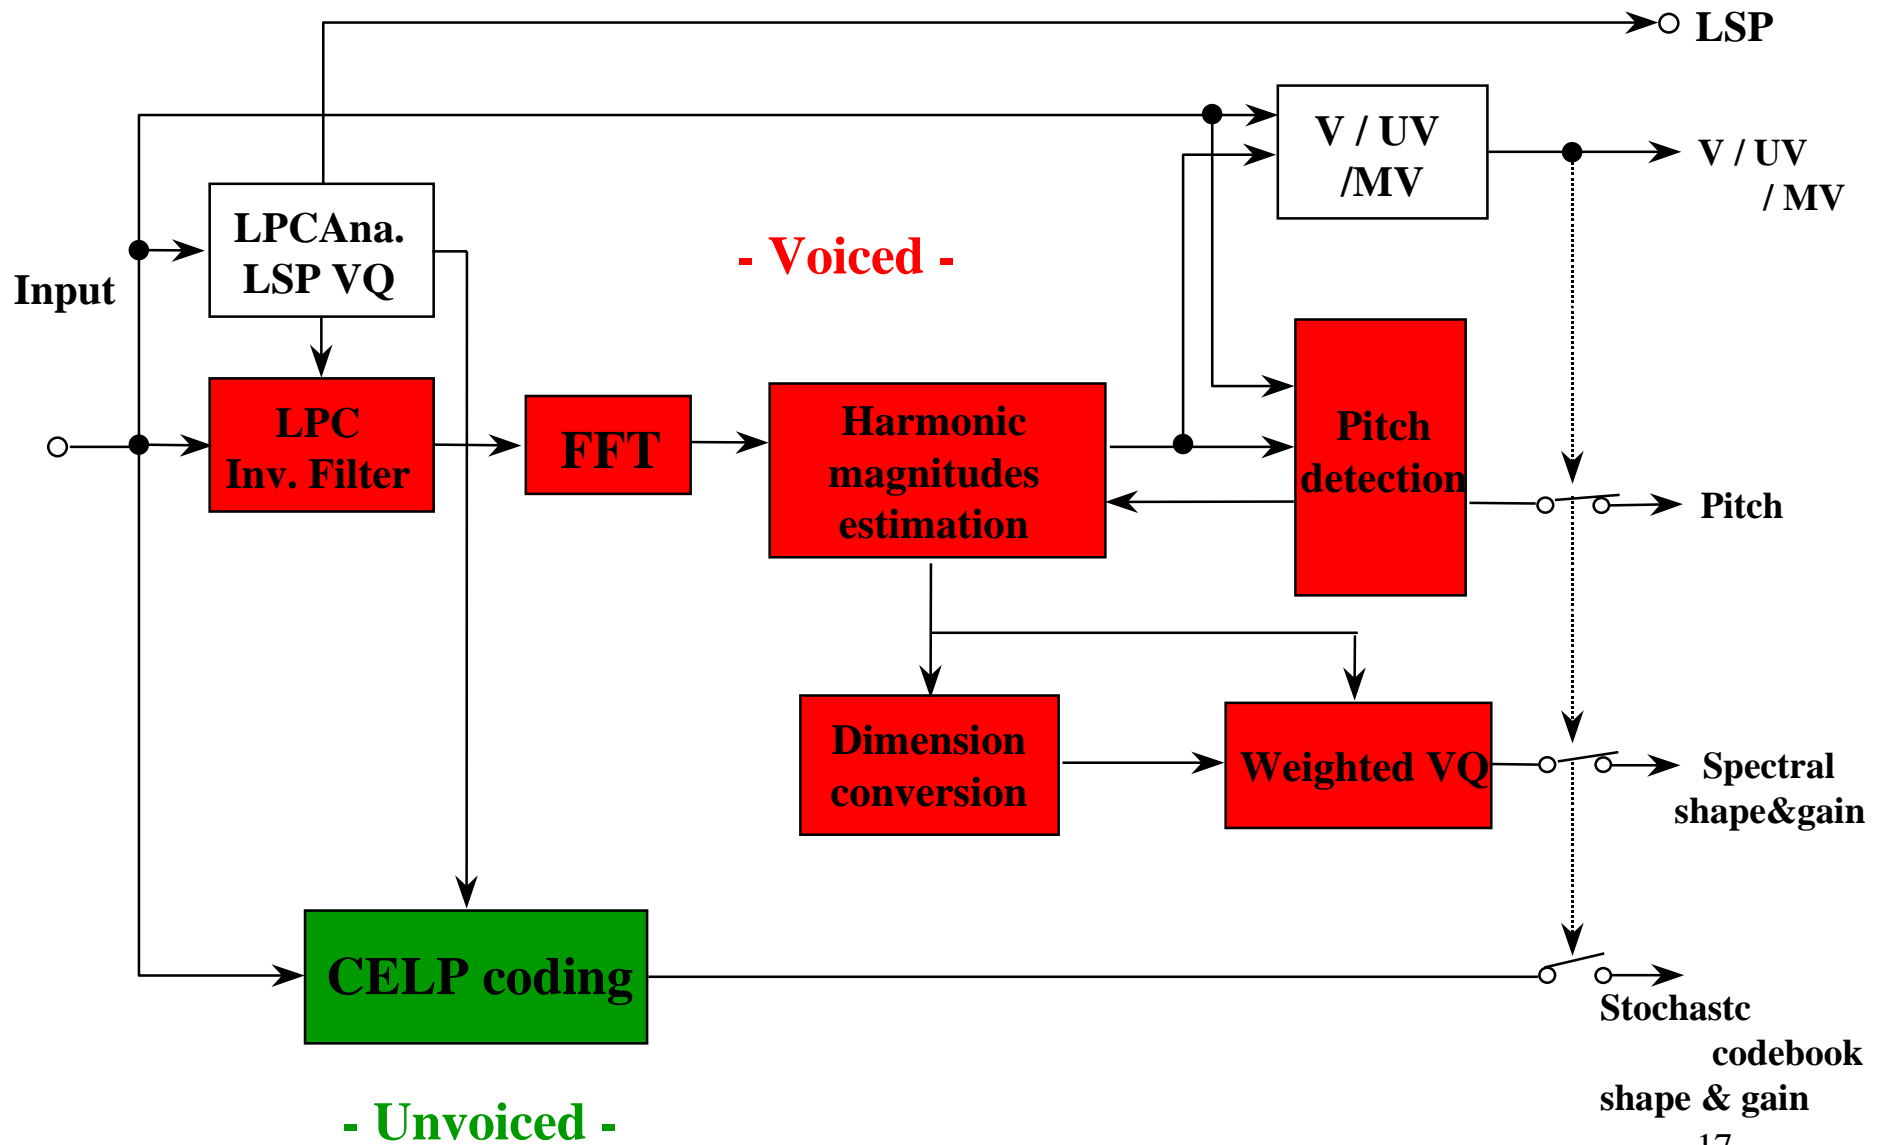 LSP
V / UV
/MV
V / UV
/ MV
LPCAna.
LSP VQ
- Voiced -
Input
LPC
Inv. Filter
FFT
Harmonic
magnitudes
estimation
Pitch
detection
Pitch
Dimension
conversion
Weighted VQ
Spectral
shape&gain
CELP coding
Stochastc
codebook
shape & gain
- Unvoiced -
17